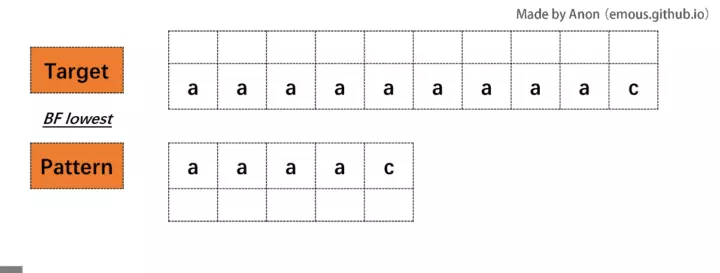 Made by Anon（emous.github.io）
Target
a a a a a a a a a c
BF lowest
Pattern
a a a a c